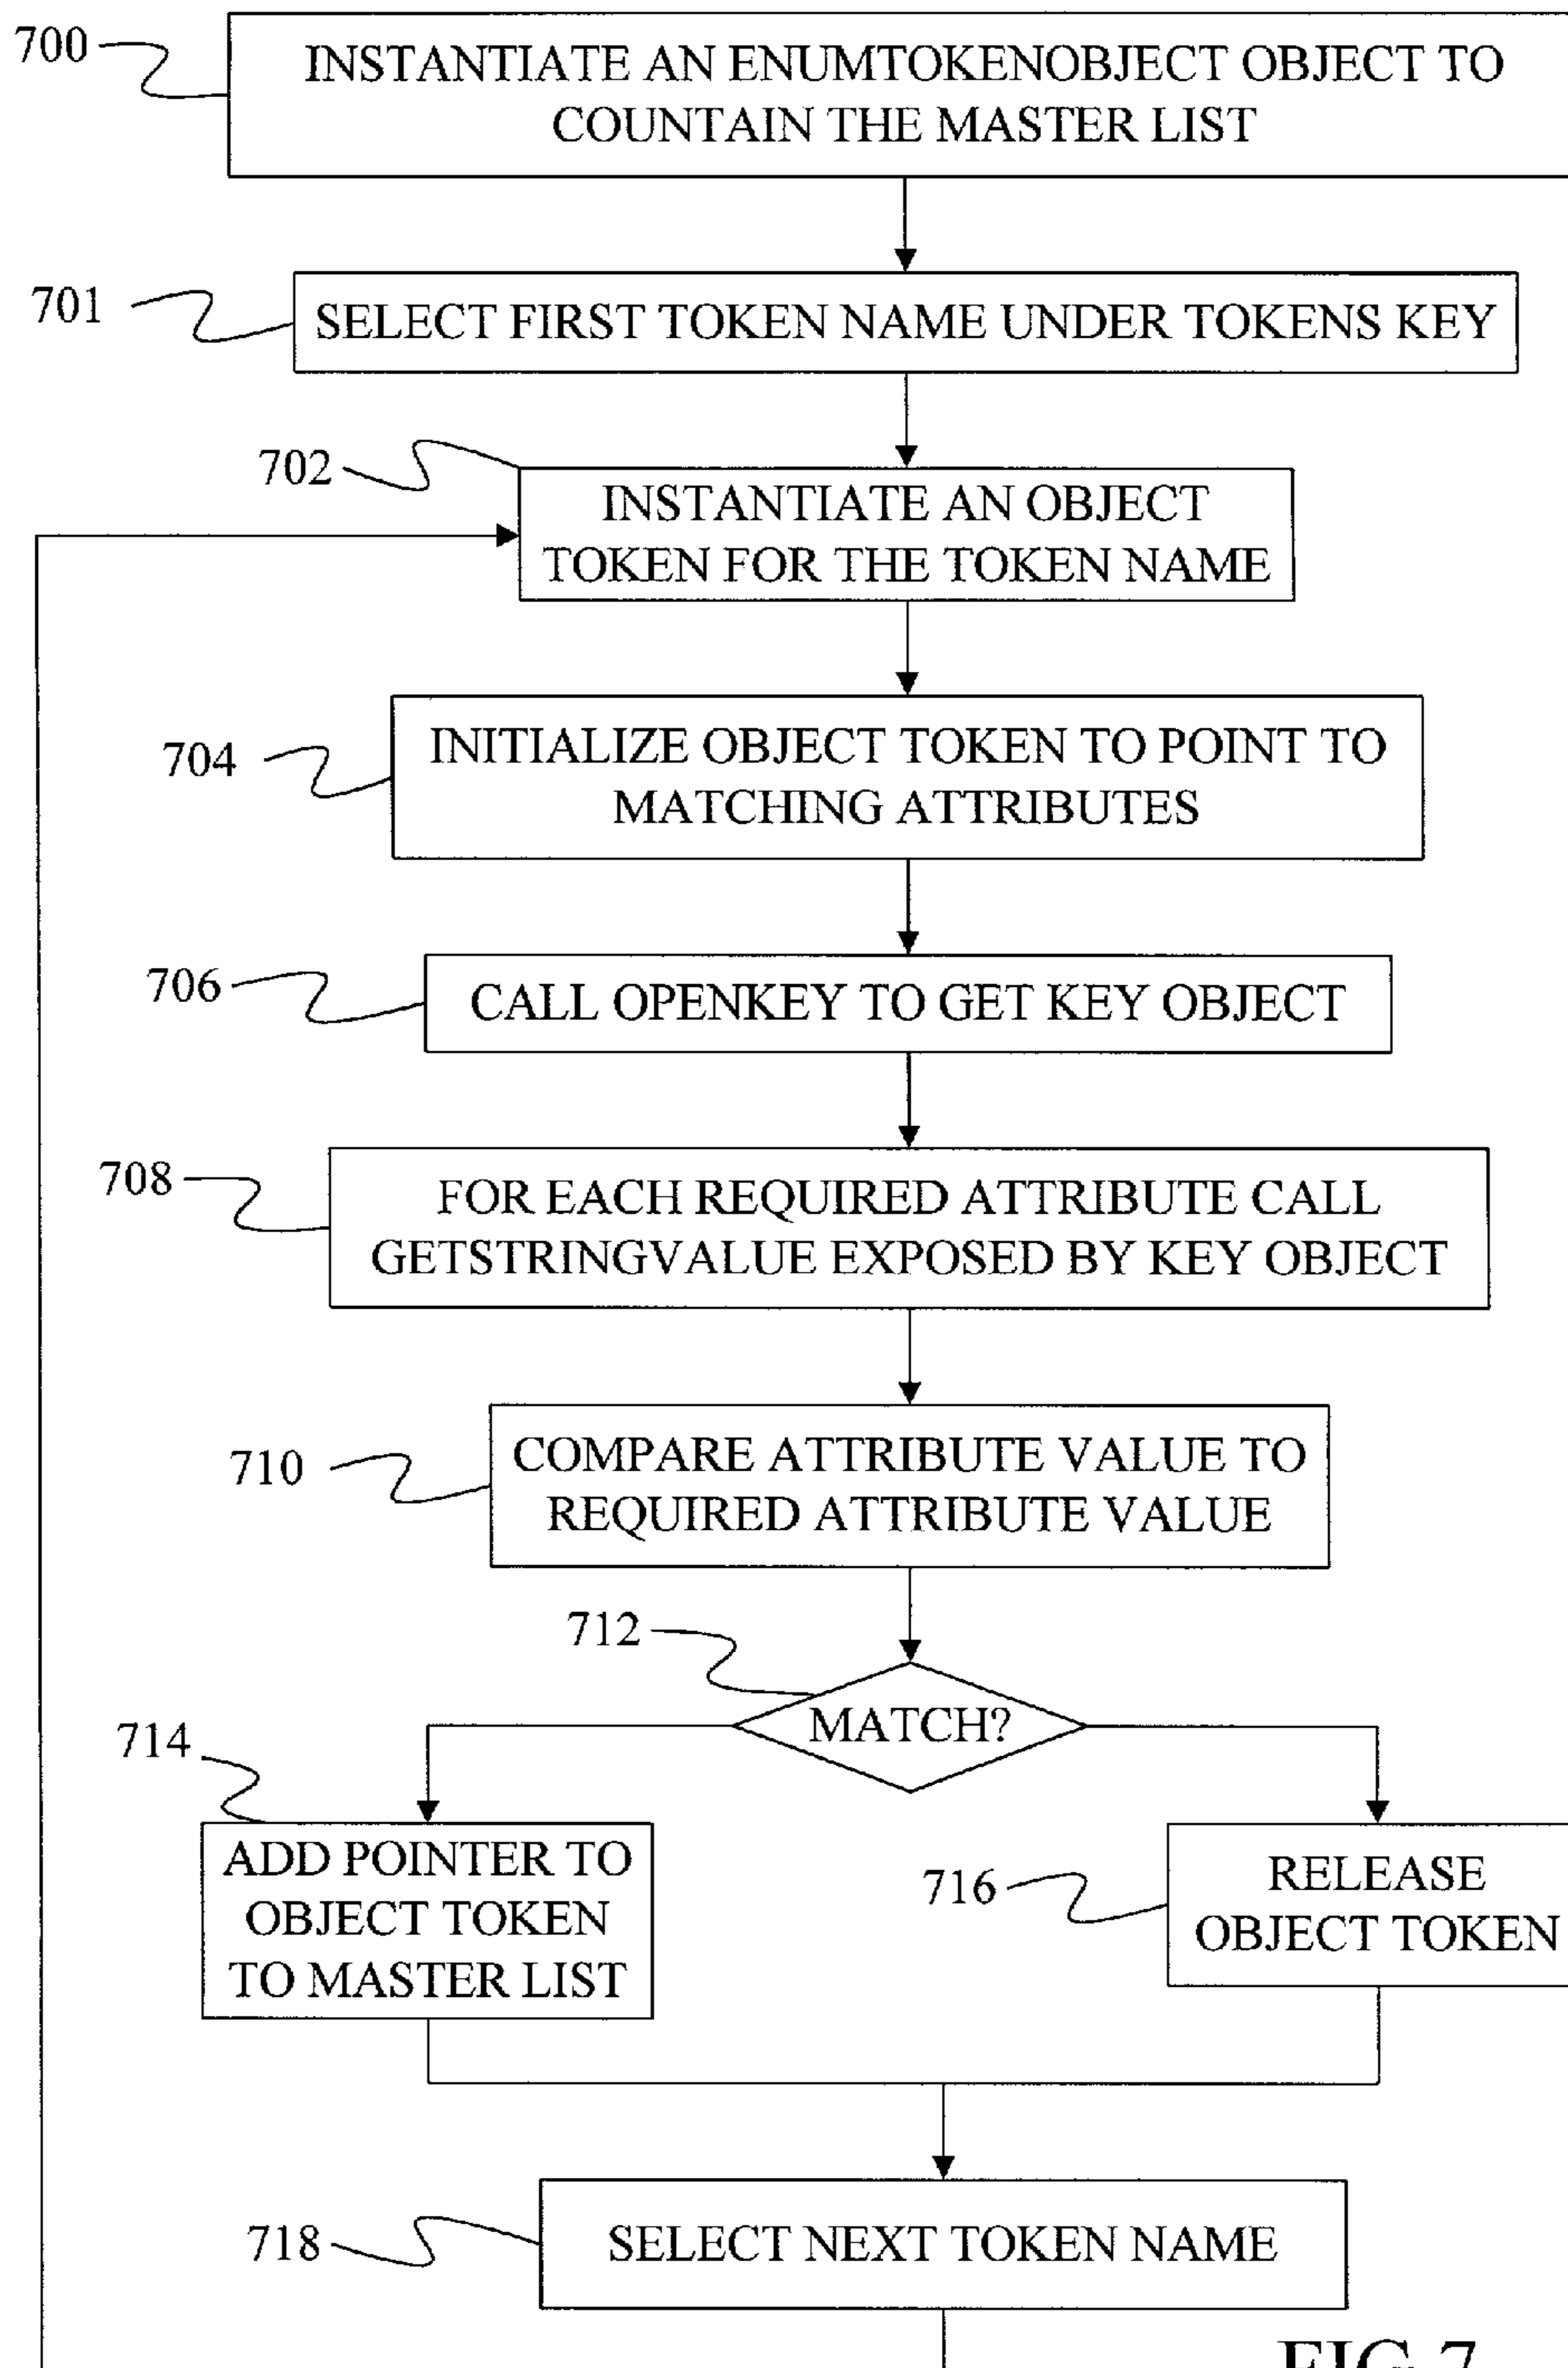 700
INSTANTIATE AN ENUMTOKENOBJECT OBJECT TO
COUNTAIN THE MASTER LIST
701
SELECT FIRST TOKEN NAME UNDER TOKENS KEY
702
INSTANTIATE AN OBJECT
TOKEN FOR THE TOKEN NAME
704
INITIALIZE OBJECT TOKEN TO POINT TO
MATCHING ATTRIBUTES
706
CALL OPENKEY TO GET KEY OBJECT
708
FOR EACH REQUIRED ATTRIBUTE CALL
GETSTRINGVALUE EXPOSED BY KEY OBJECT
710
COMPARE ATTRIBUTE VALUE TO
REQUIRED ATTRIBUTE VALUE
712
MATCH?
714
ADD POINTER TO
OBJECT TOKEN
TO MASTER LIST
716
RELEASE
OBJECT TOKEN
718
SELECT NEXT TOKEN NAME
FIG 7